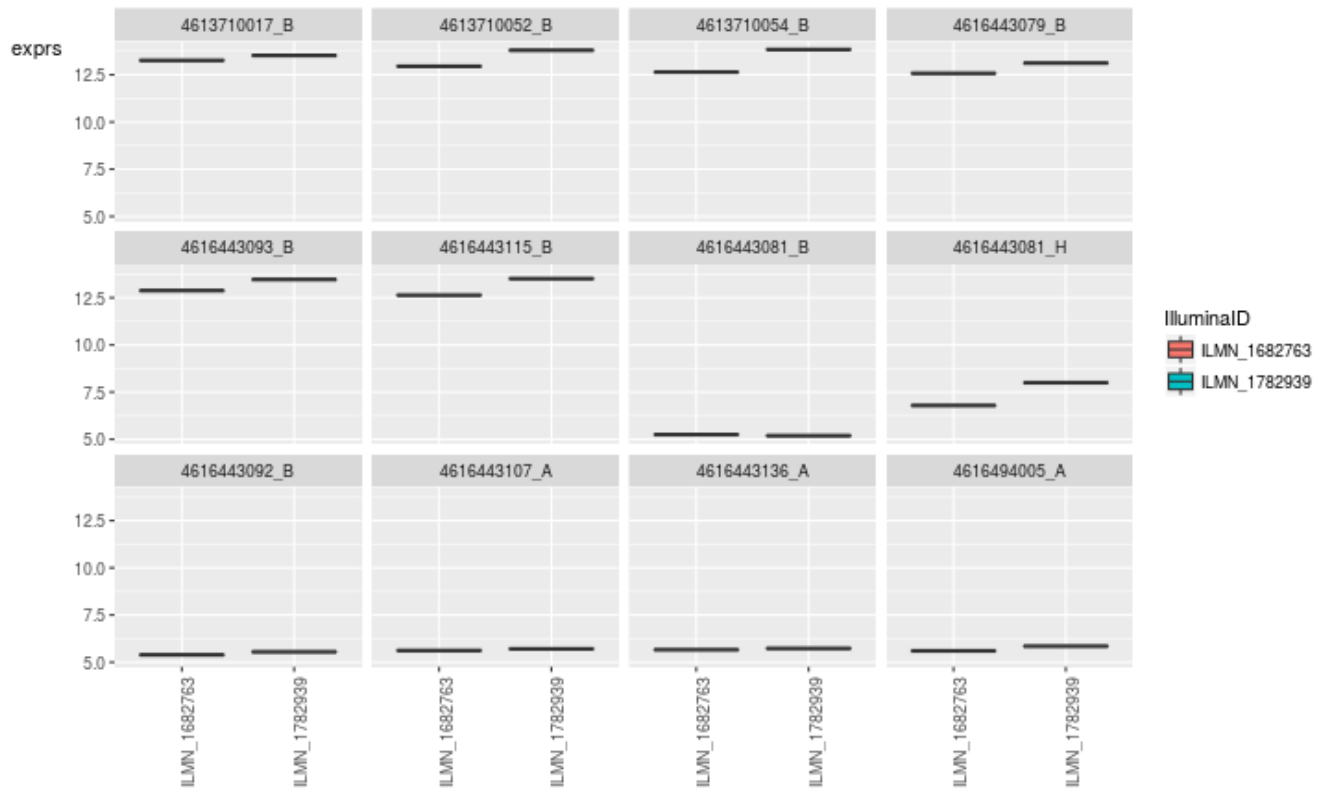 exprs
4613710017_B 4613710052_B 4613710054_B 4616443079_B
12.5
10.0
7.5
5.0
4616443093_B 4616443115_B 4616443081_B 4616443081_H
12.5
10.0
7.5
5.0
4616443092_B 4616443107_A 4616443136_A 4616494005_A
12.5
10.0
7.5
5.0
ILMN_1682763 ILMN_1782939 ILMN_1682763 ILMN_1782939 ILMN_1682763 ILMN_1782939 ILMN_1682763 ILMN_1782939
IlluminaID
ILMN_1682763
ILMN_1782939